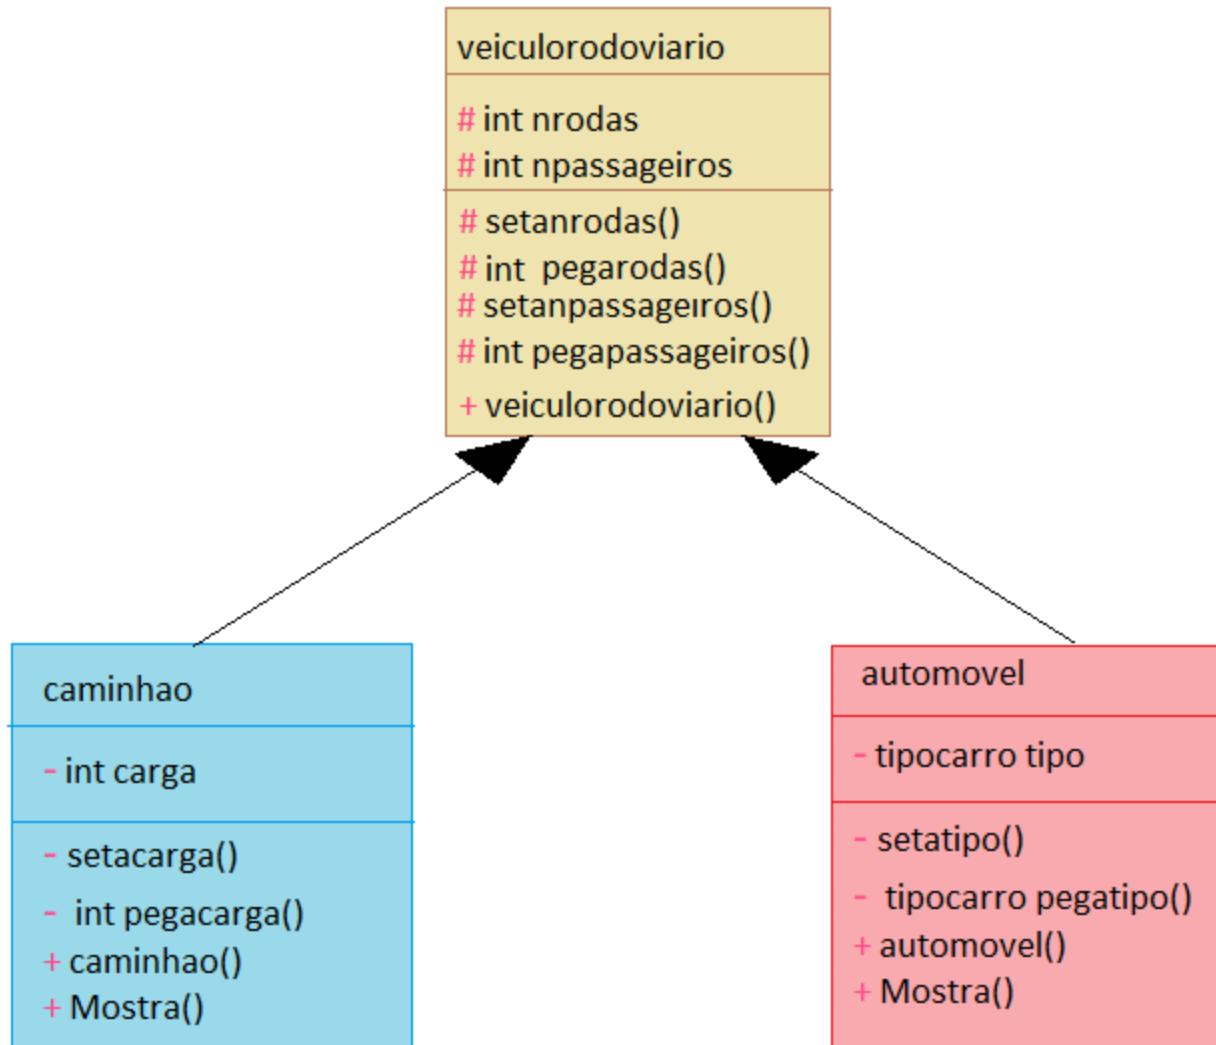 veiculorodoviario
# int nrodas
# int npassageiros
# setanrodas()
# int pegarodas()
# setanpassageiros()
# int pegapassageiros()
+ veiculorodoviario()
caminhao
- int carga
- setacarga()
- int pegacarga()
+ caminhao()
+ Mostra()
automovel
- tipocarro tipo
- setatipo()
- tipocarro pegatipo()
+ automovel()
+ Mostra()